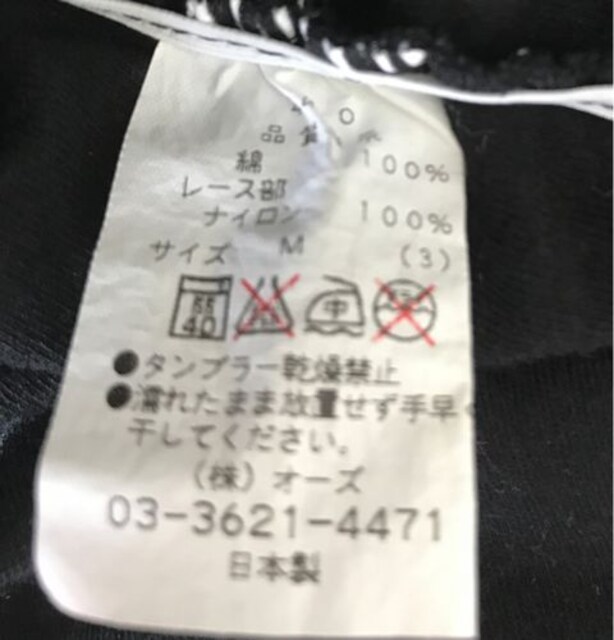 綿 100%
レース部
ナイロン 100%
サイズ M (3)
40 中
●タンブラー乾燥禁止
●濡れたまま放置せず手早く
干してください。
(株)オーズ
03-3621-4471
日本製